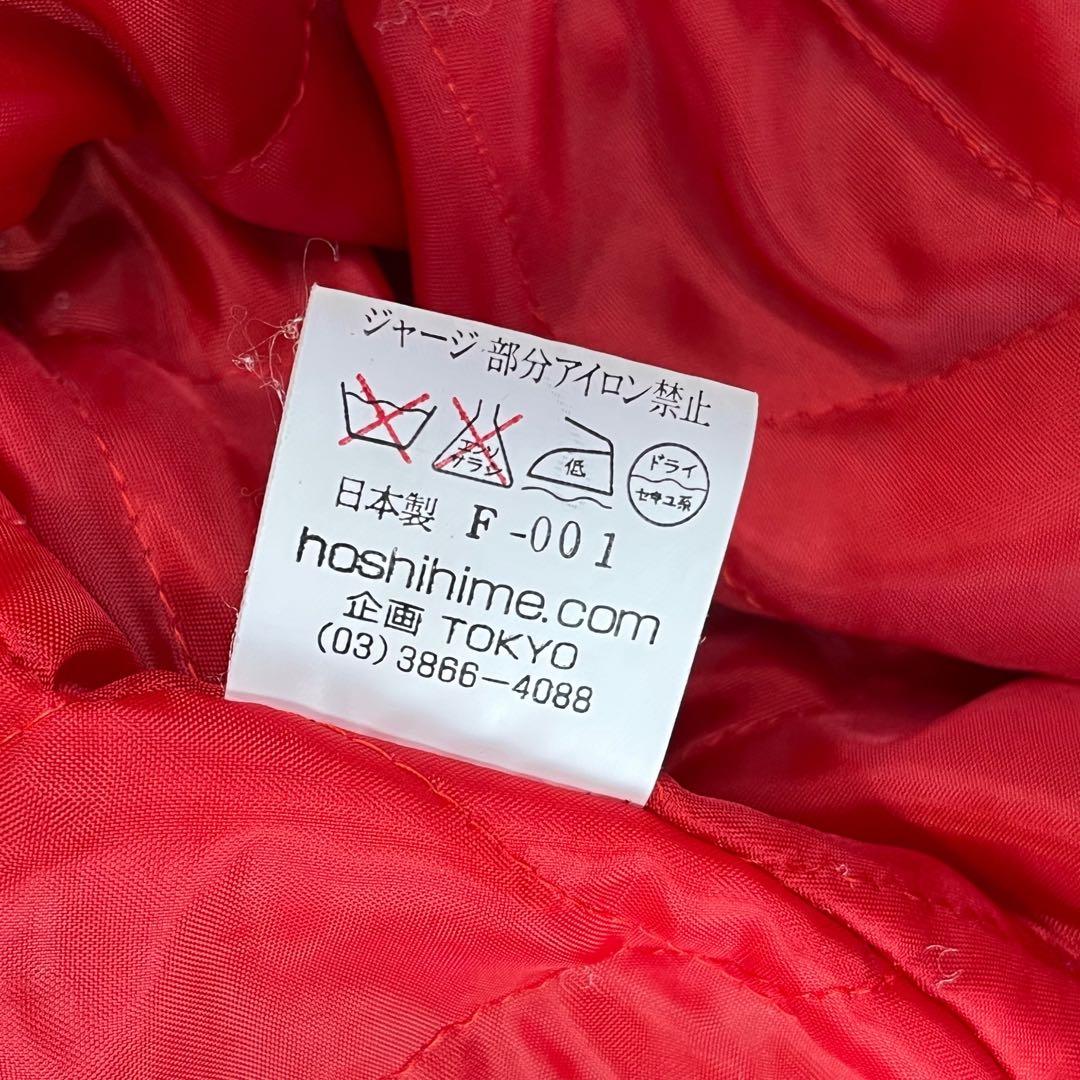 ジャージ 部分アイロン禁止
エンソ
サラシ
低
ドライ
セキユ系
日本製 F-001
hoshihime.com
企画 TOKYO
(03)3866-4088